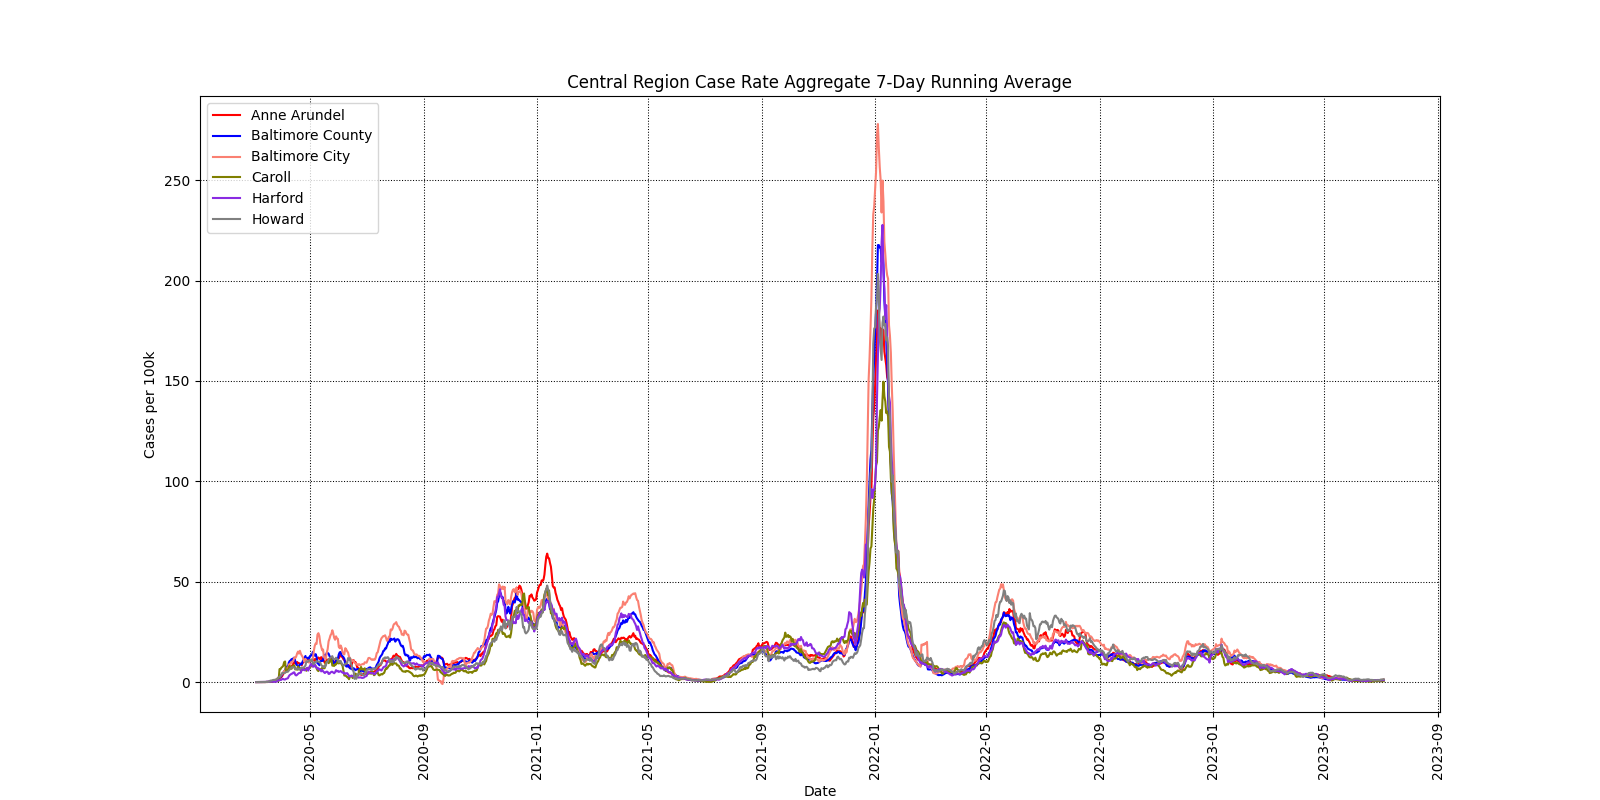 Central Region Case Rate Aggregate 7-Day Running Average
Anne Arundel
Baltimore County
Baltimore City
Caroll
Harford
Howard
Cases per 100k
250
200
150
100
50
0
2020-05
2020-09
2021-01
2021-05
2021-09
2022-01
2022-05
2022-09
2023-01
2023-05
2023-09
Date